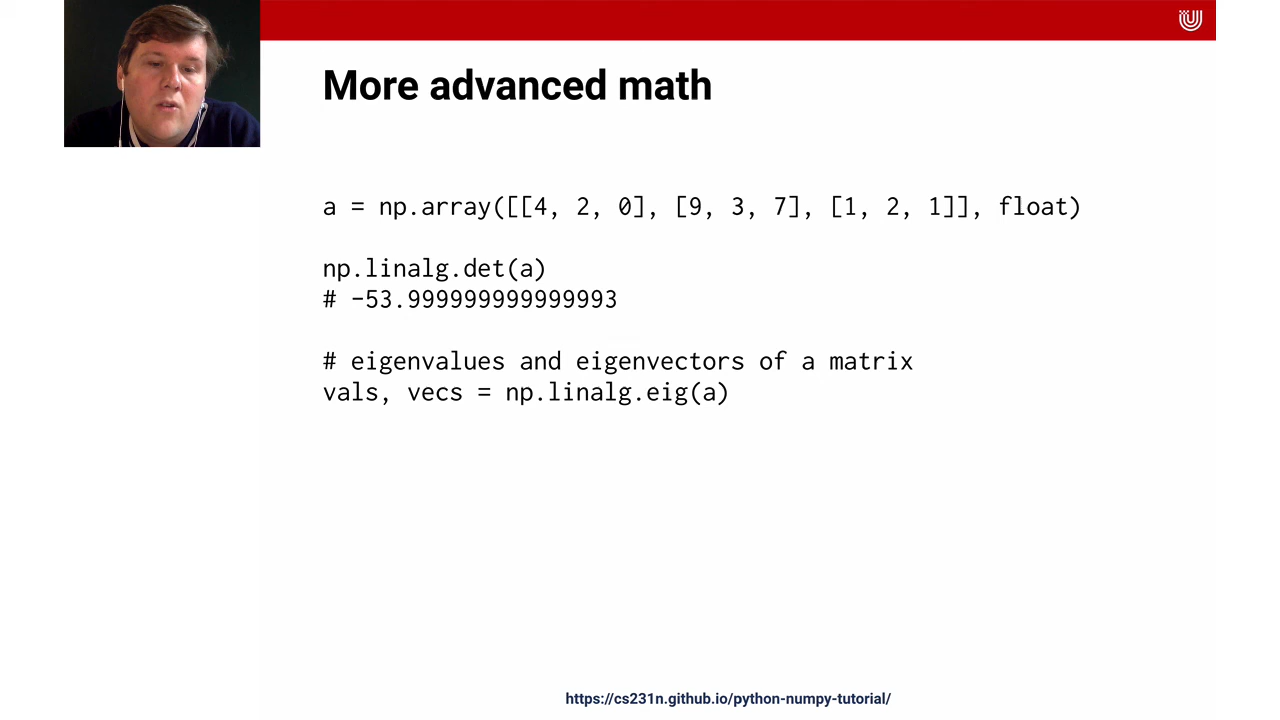 More advanced math
a = np.array([[4, 2, 0], [9, 3, 7], [1, 2, 1]], float)
np.linalg.det(a)
# -53.999999999999993
# eigenvalues and eigenvectors of a matrix
vals, vecs = np.linalg.eig(a)
https://cs231n.github.io/python-numpy-tutorial/